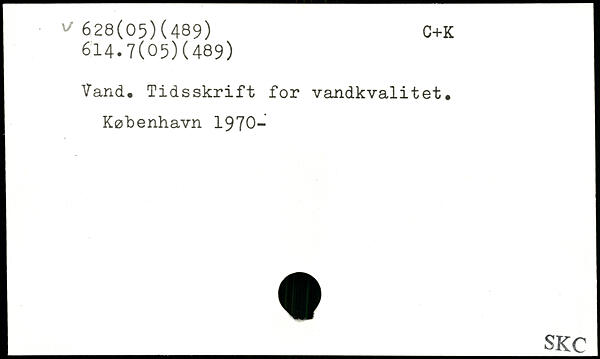 ✓ 628(05)(489) C+K
614.7(05)(489)
Vand. Tidsskrift for vandkvalitet.
København 1970-
SKC